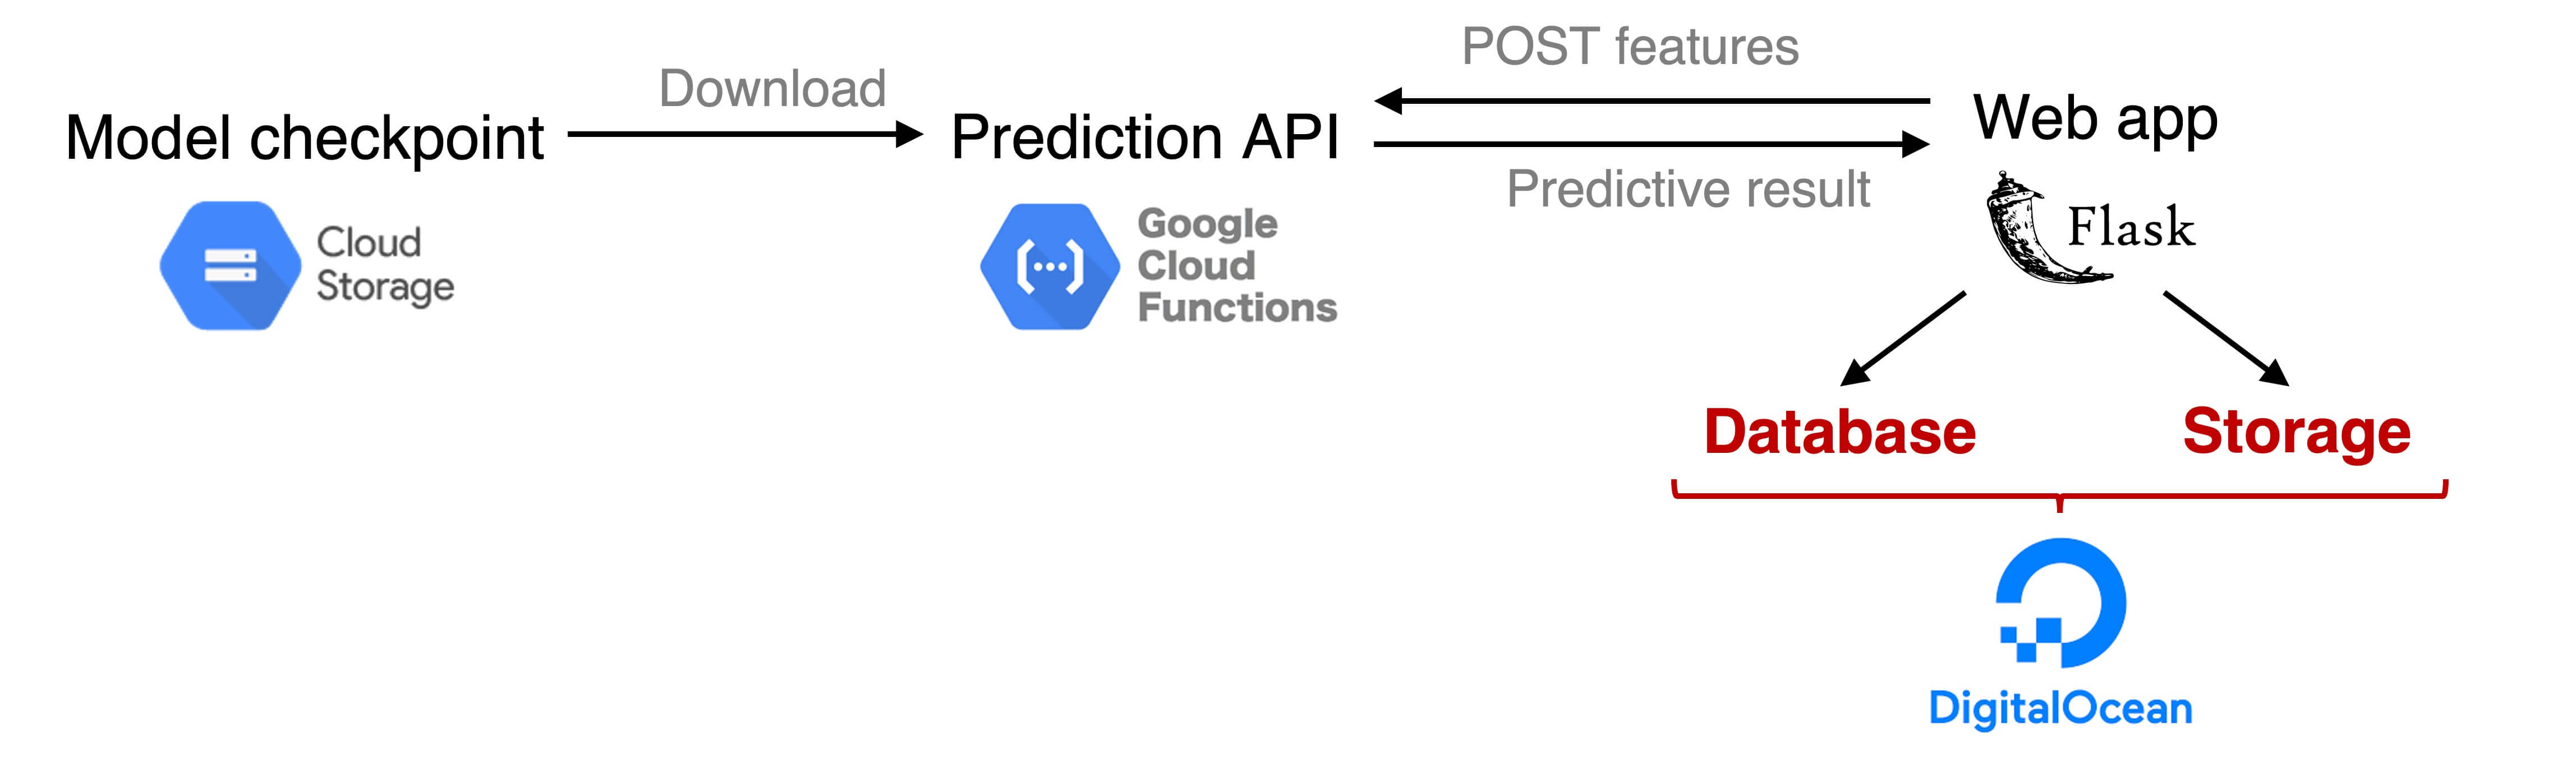 POST features
Download
Model checkpoint
Prediction API
Web app
Predictive result
Cloud
Storage
Google
Cloud
Functions
Flask
Database
Storage
DigitalOcean